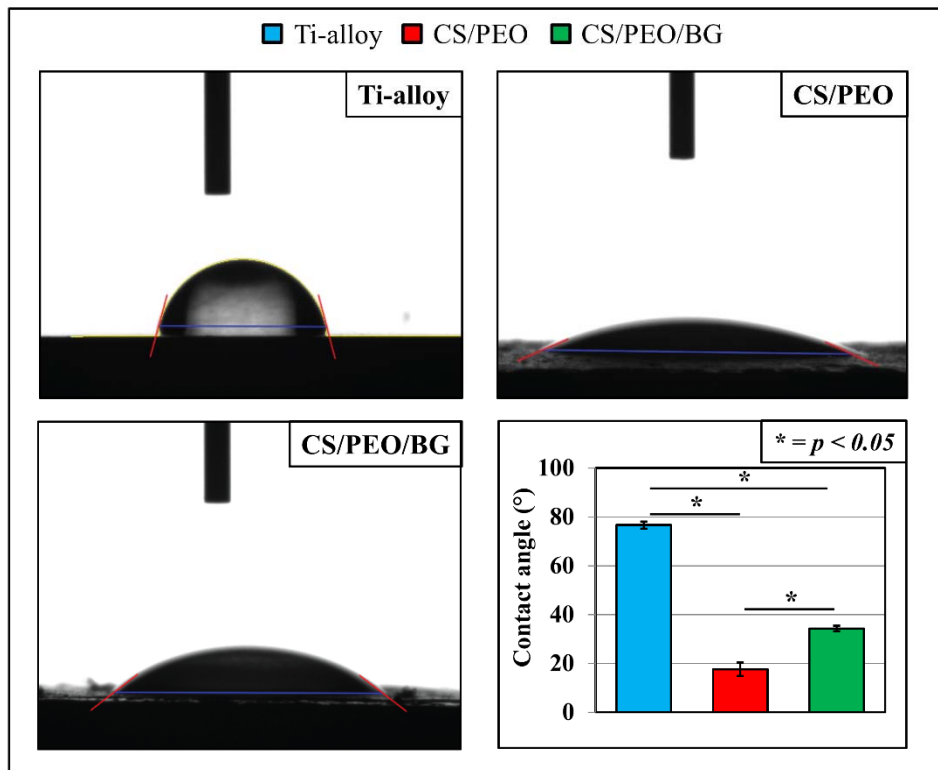 Ti-alloy CS/PEO CS/PEO/BG
Ti-alloy
CS/PEO
CS/PEO/BG
* = p < 0.05
Contact angle (°)
100
80
60
40
20
0
*
*
*